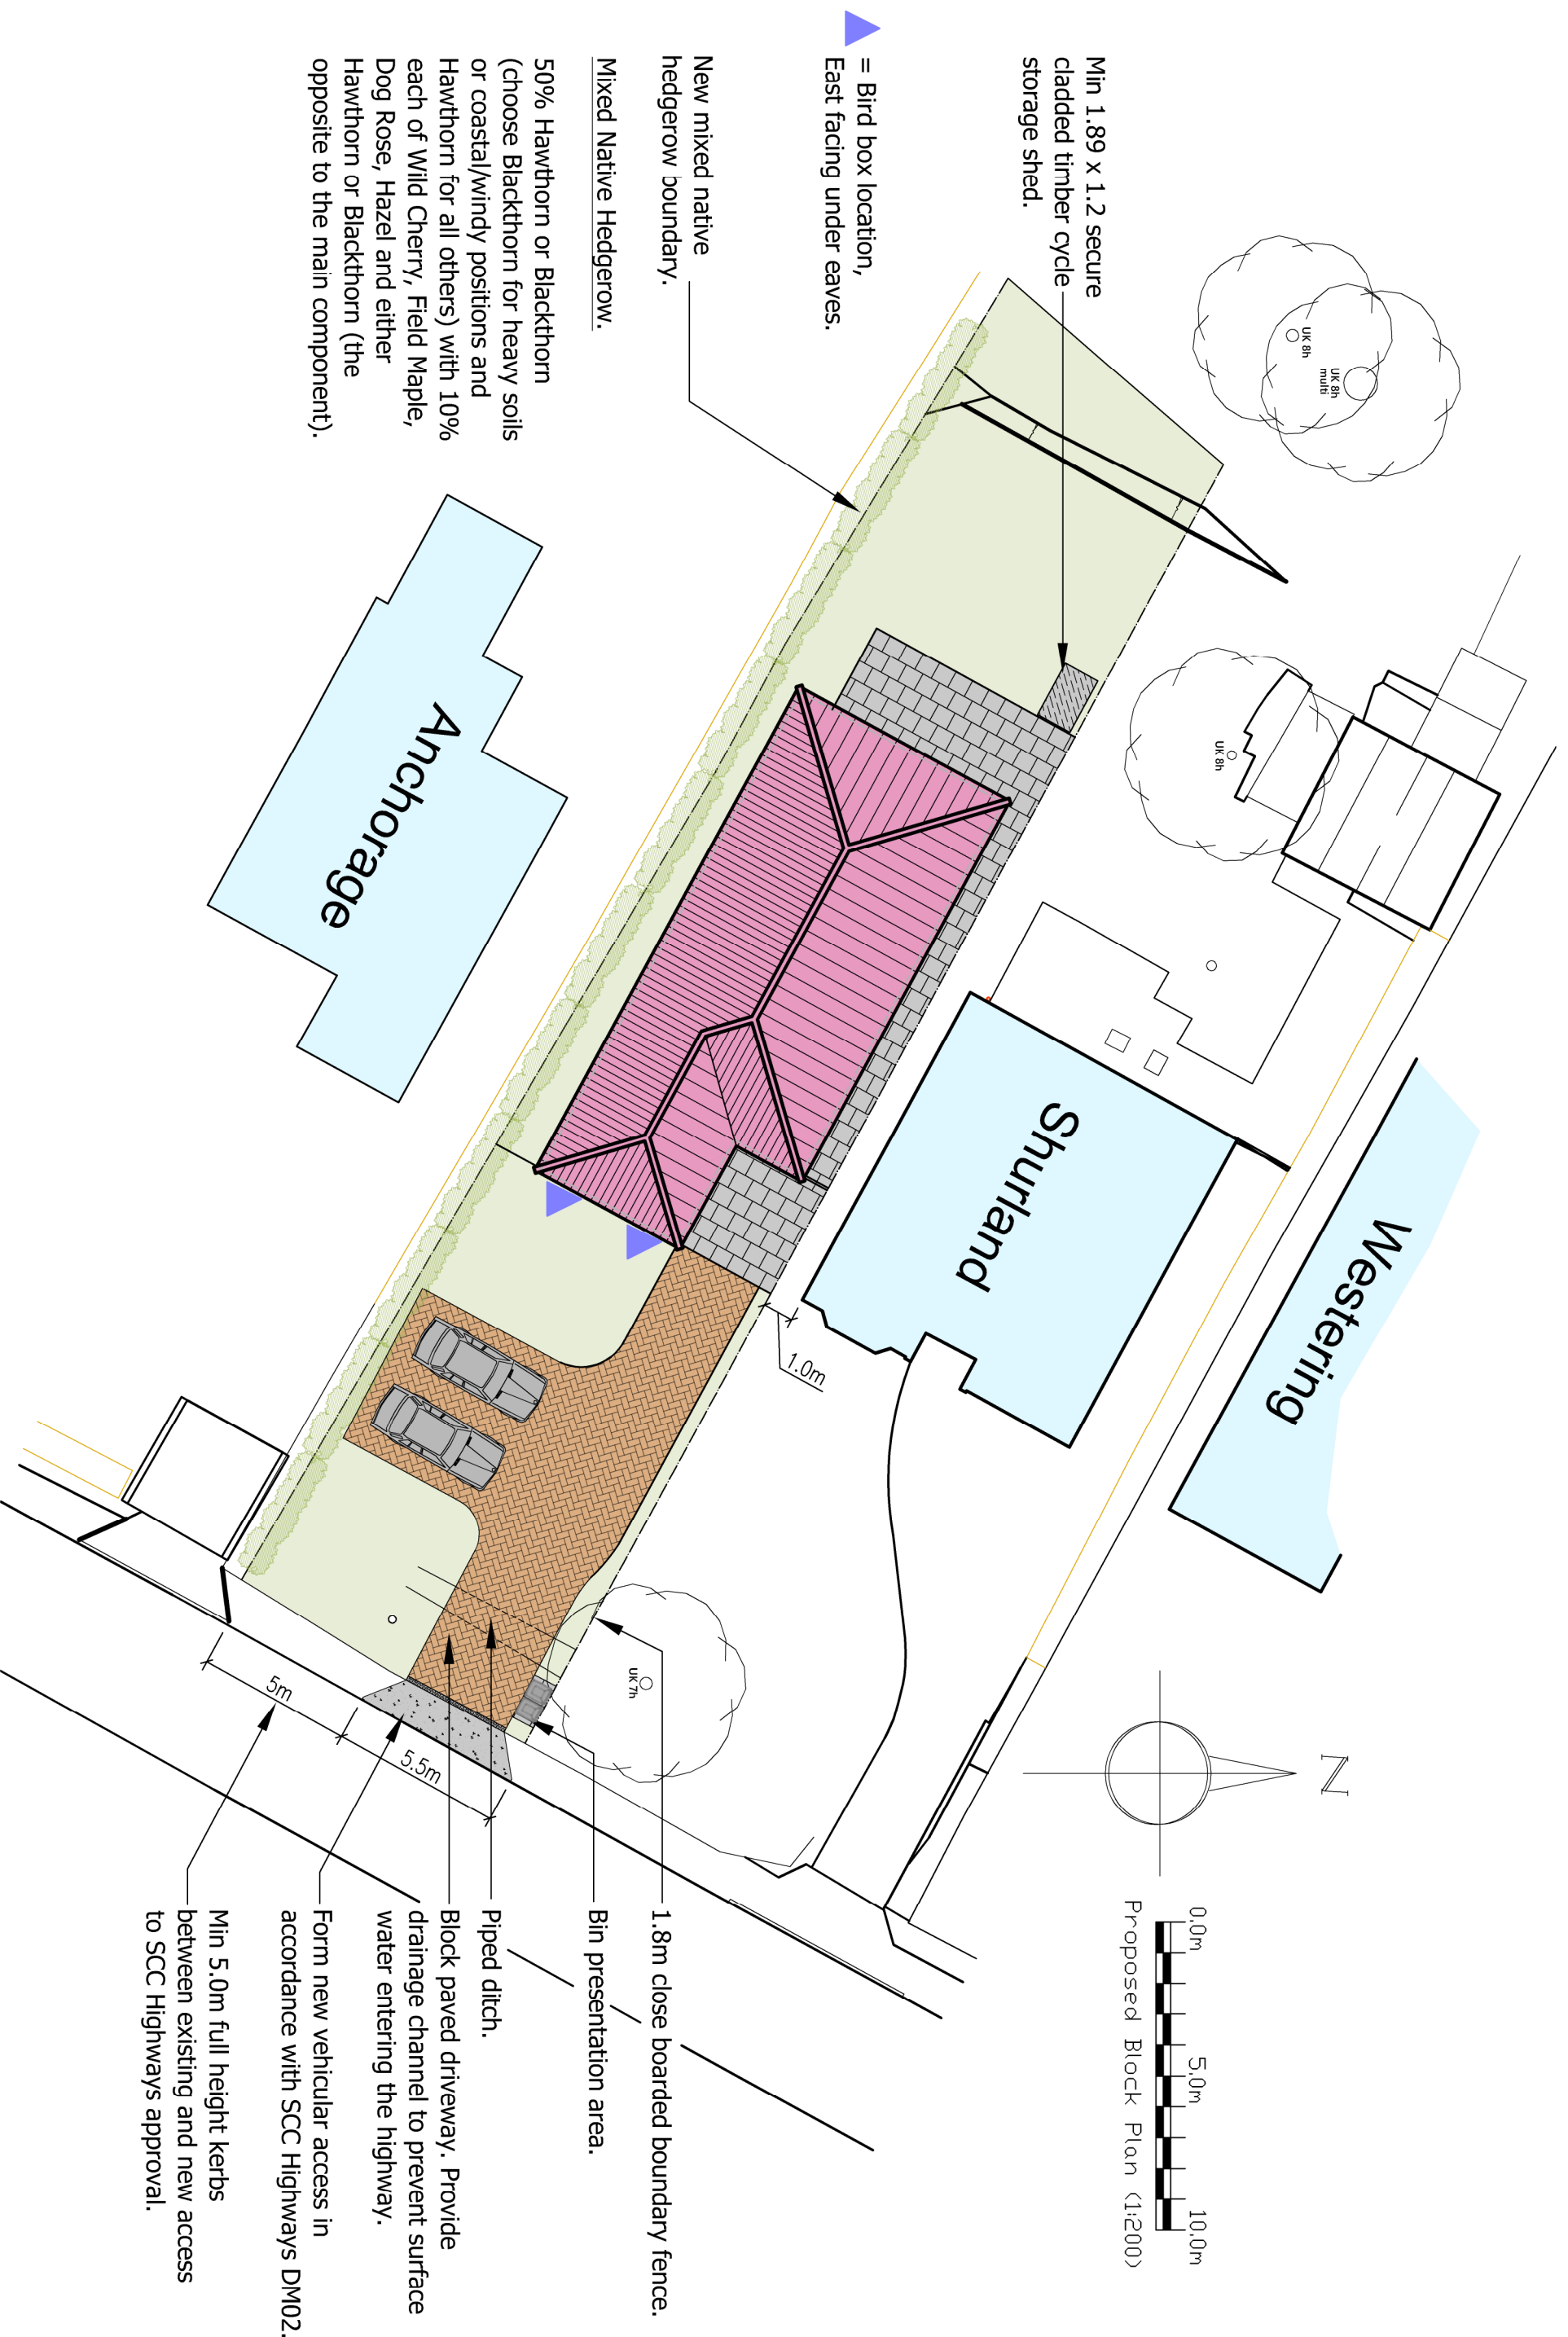 Min 1.89 x 1.2 secure
cladded timber cycle
storage shed.
= Bird box location,
East facing under eaves.
New mixed native
hedgerow boundary.
Mixed Native Hedgerow.
50% Hawthorn or Blackthorn
(choose Blackthorn for heavy soils
or coastal/windy positions and
Hawthorn for all others) with 10%
each of Wild Cherry, Field Maple,
Dog Rose, Hazel and either
Hawthorn or Blackthorn (the
opposite to the main component).
UK 8h
UK 8h
multi
UK 8h
Anchorage
Shurland
Westering
1.0m
UK 7h
5m
5.5m
N
0.0m
5.0m
10.0m
Proposed Block Plan (1:200)
1.8m close boarded boundary fence.
Bin presentation area.
Piped ditch.
Block paved driveway. Provide
drainage channel to prevent surface
water entering the highway.
Form new vehicular access in
accordance with SCC Highways DM02.
Min 5.0m full height kerbs
between existing and new access
to SCC Highways approval.